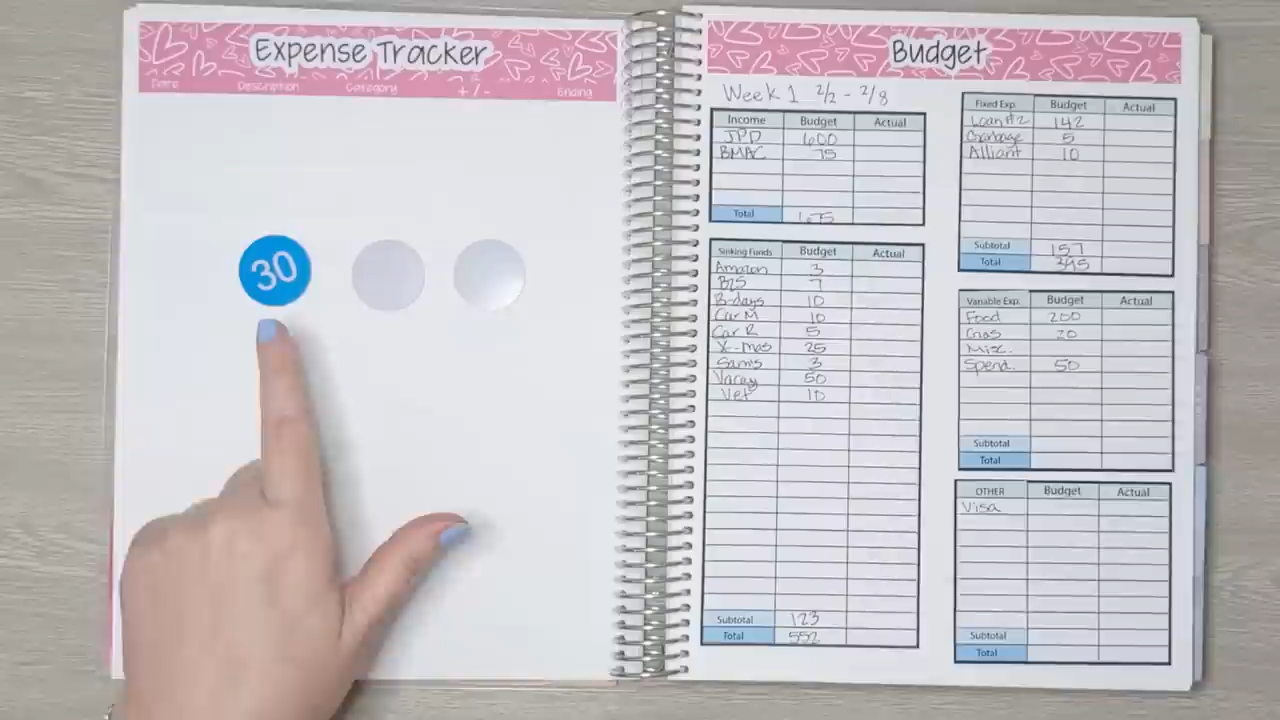 Expense Tracker
Date Description Category + / - Ending
30
Budget
Week 1 2/2 - 2/8
Income Budget Actual
JPD 600
BMAC 75
Total 675
Sinking Funds Budget Actual
Amazon 3
B2S 7
B-days 10
Car M 10
Car R 5
X-mas 25
Sam's 3
Vacay 50
Vet 10
Subtotal 123
Total 552
Fixed Exp. Budget Actual
Loan #2 142
Garbage 5
Alliant 10
Subtotal 157
Total 395
Variable Exp. Budget Actual
Food 200
Gas 20
Misc.
Spend. 50
Subtotal
Total
OTHER Budget Actual
Visa
Subtotal
Total